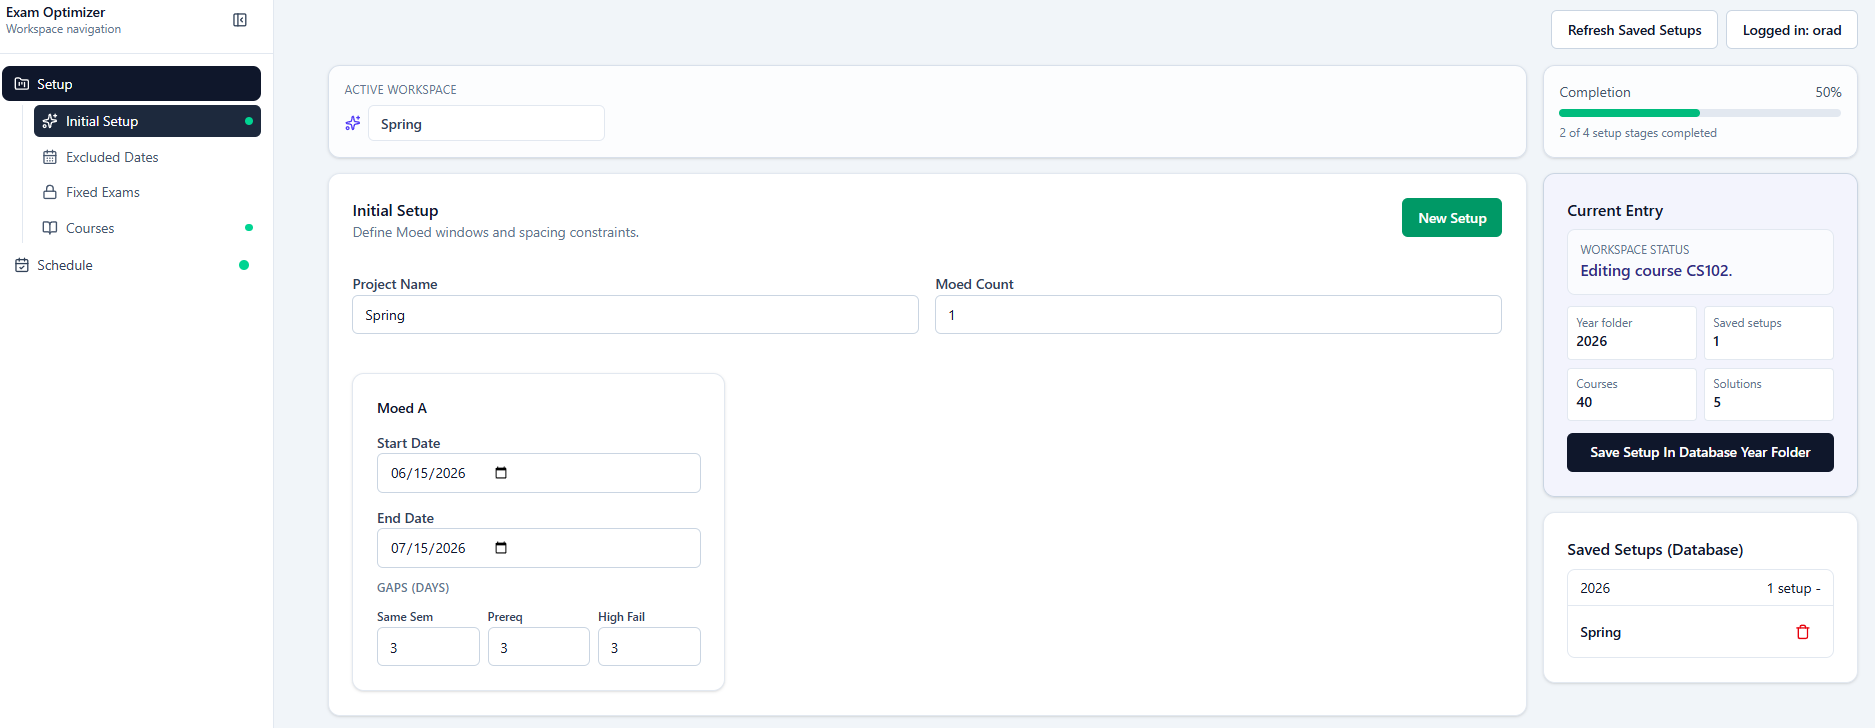 Exam Optimizer
Workspace navigation
Setup
Initial Setup
Excluded Dates
Fixed Exams
Courses
Schedule
Refresh Saved Setups
Logged in: orad
ACTIVE WORKSPACE
Spring
Completion
50%
2 of 4 setup stages completed
Initial Setup
Define Moed windows and spacing constraints.
New Setup
Project Name
Spring
Moed Count
1
Moed A
Start Date
06/15/2026
End Date
07/15/2026
GAPS (DAYS)
Same Sem
Prereq
High Fail
3
3
3
Current Entry
WORKSPACE STATUS
Editing course CS102.
Year folder
2026
Saved setups
1
Courses
40
Solutions
5
Save Setup In Database Year Folder
Saved Setups (Database)
2026
1 setup -
Spring